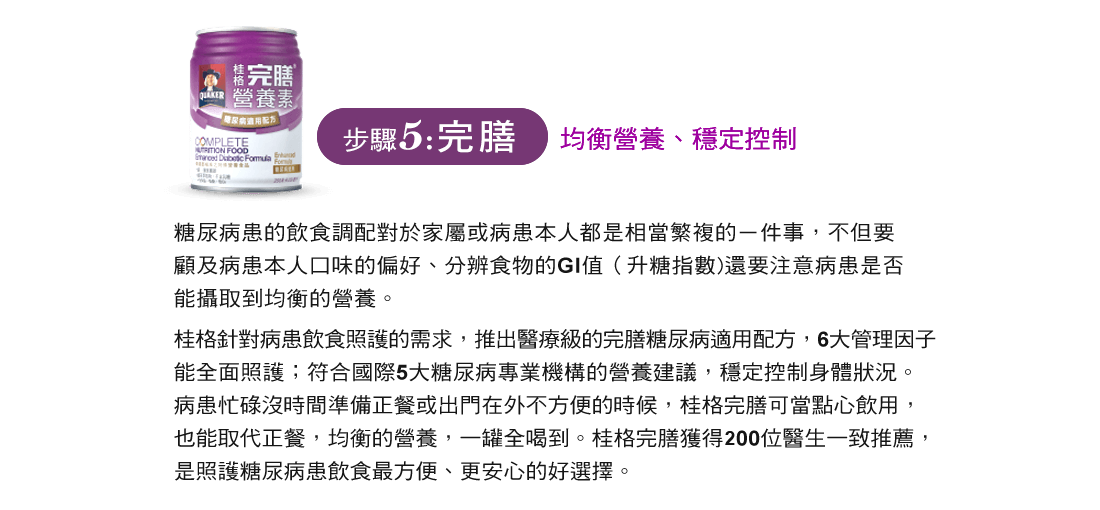 桂格完膳®
營養素
QUAKER
糖尿病適用配方
COMPLETE
NUTRITION FOOD
Enhanced Diabetic Formula
Enhanced
Formula
步驟5:完膳
均衡營養、穩定控制
糖尿病患的飲食調配對於家屬或病患本人都是相當繁複的一件事，不但要
顧及病患本人口味的偏好、分辨食物的GI值（升糖指數)還要注意病患是否
能攝取到均衡的營養。
桂格針對病患飲食照護的需求，推出醫療級的完膳糖尿病適用配方，6大管理因子
能全面照護；符合國際5大糖尿病專業機構的營養建議，穩定控制身體狀況。
病患忙碌沒時間準備正餐或出門在外不方便的時候，桂格完膳可當點心飲用，
也能取代正餐，均衡的營養，一罐全喝到。桂格完膳獲得200位醫生一致推薦，
是照護糖尿病患飲食最方便、更安心的好選擇。